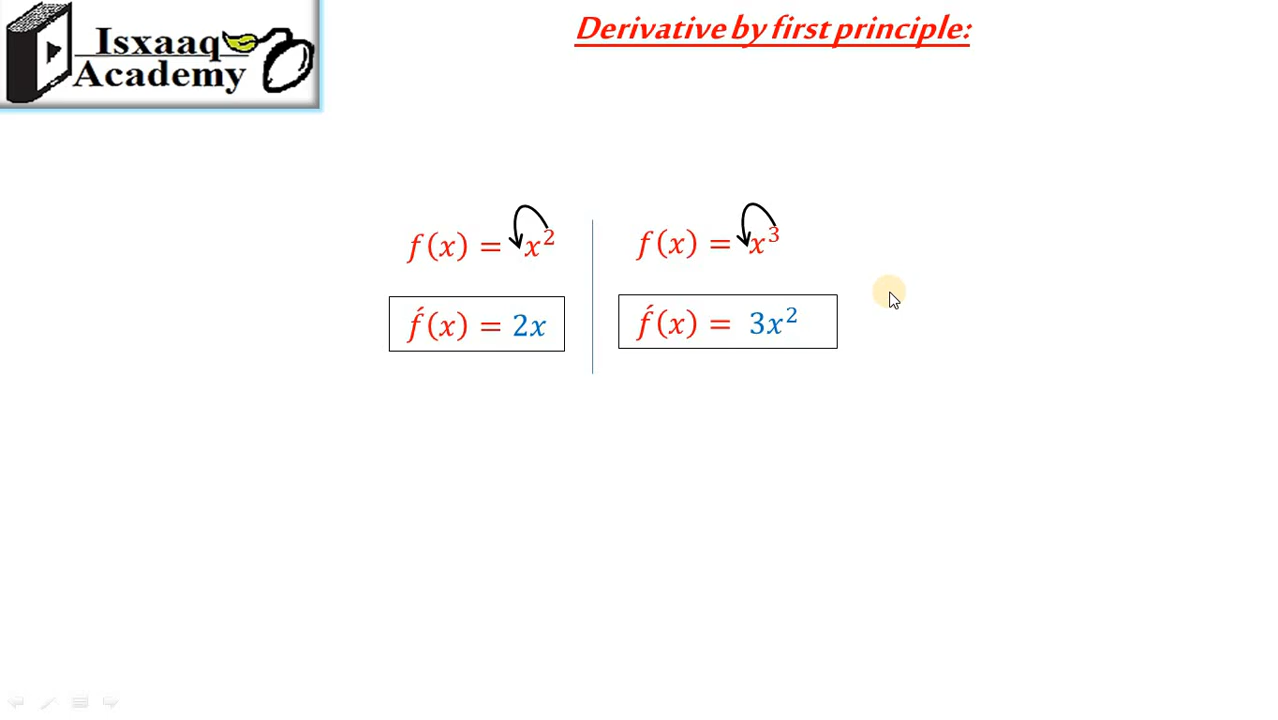 Isxaaq
Academy
Derivative by first principle:
f(x) = x²
f́(x) = 2x
f(x) = x³
f́(x) = 3x²